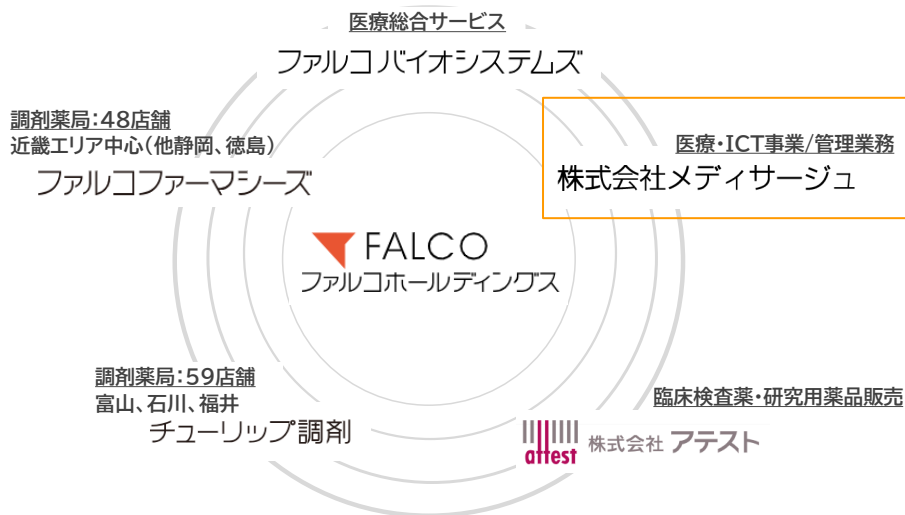 医療総合サービス
ファルコ バイオシステムズ
調剤薬局：48店舗
近畿エリア中心（他静岡、徳島）
ファルコファーマシーズ
医療・ICT事業/管理業務
株式会社メディサージュ
FALCO
ファルコホールディングス
調剤薬局：59店舗
富山、石川、福井
チューリップ調剤
臨床検査薬・研究用薬品販売
attest 株式会社 アテスト